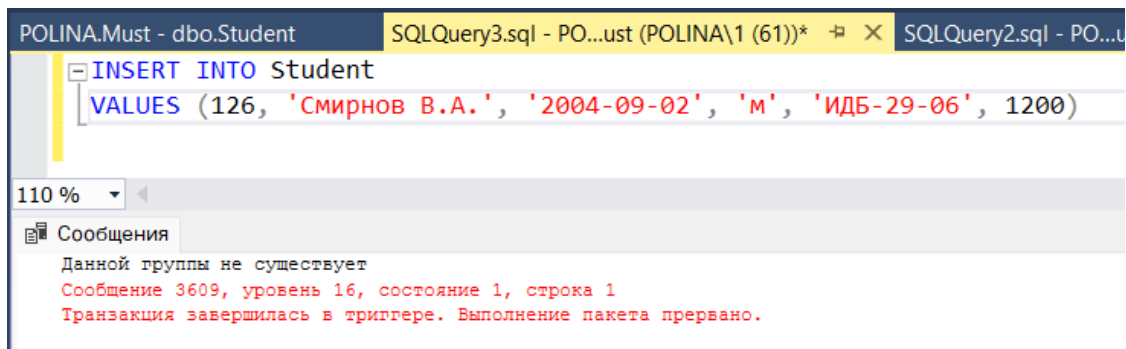 POLINA.Must - dbo.Student SQLQuery3.sql - PO...ust (POLINA\1 (61))* SQLQuery2.sql - PO...u
INSERT INTO Student
VALUES (126, 'Смирнов В.А.', '2004-09-02', 'м', 'ИДБ-29-06', 1200)
110 %
Сообщения
Данной группы не существует
Сообщение 3609, уровень 16, состояние 1, строка 1
Транзакция завершилась в триггере. Выполнение пакета прервано.